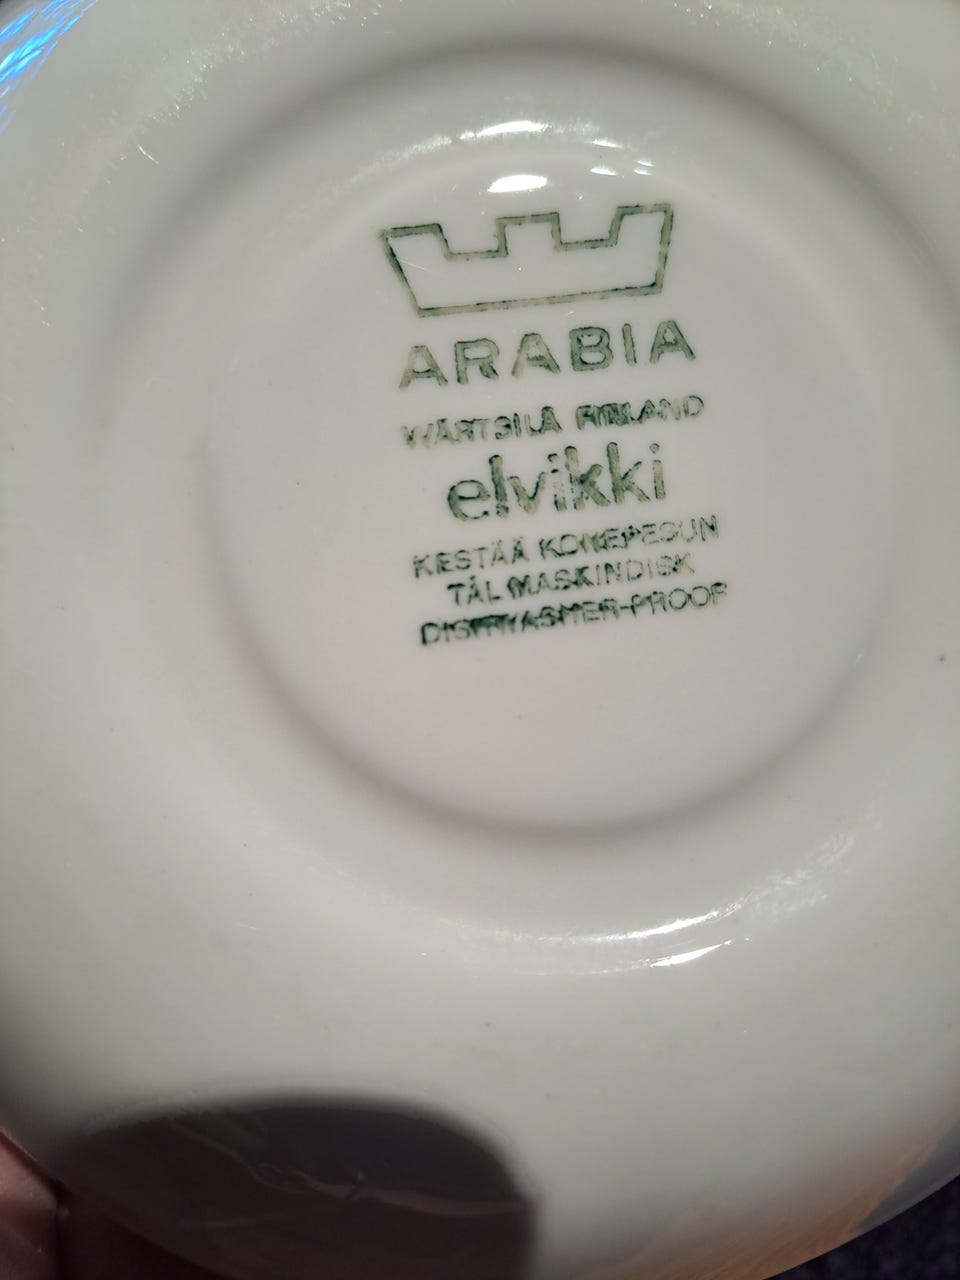 ARABIA
WÄRTSILÄ FINLAND
elvikki
KESTÄÄ KONEPESUN
TÅL MASKINDISK
DISHWASHER-PROOF